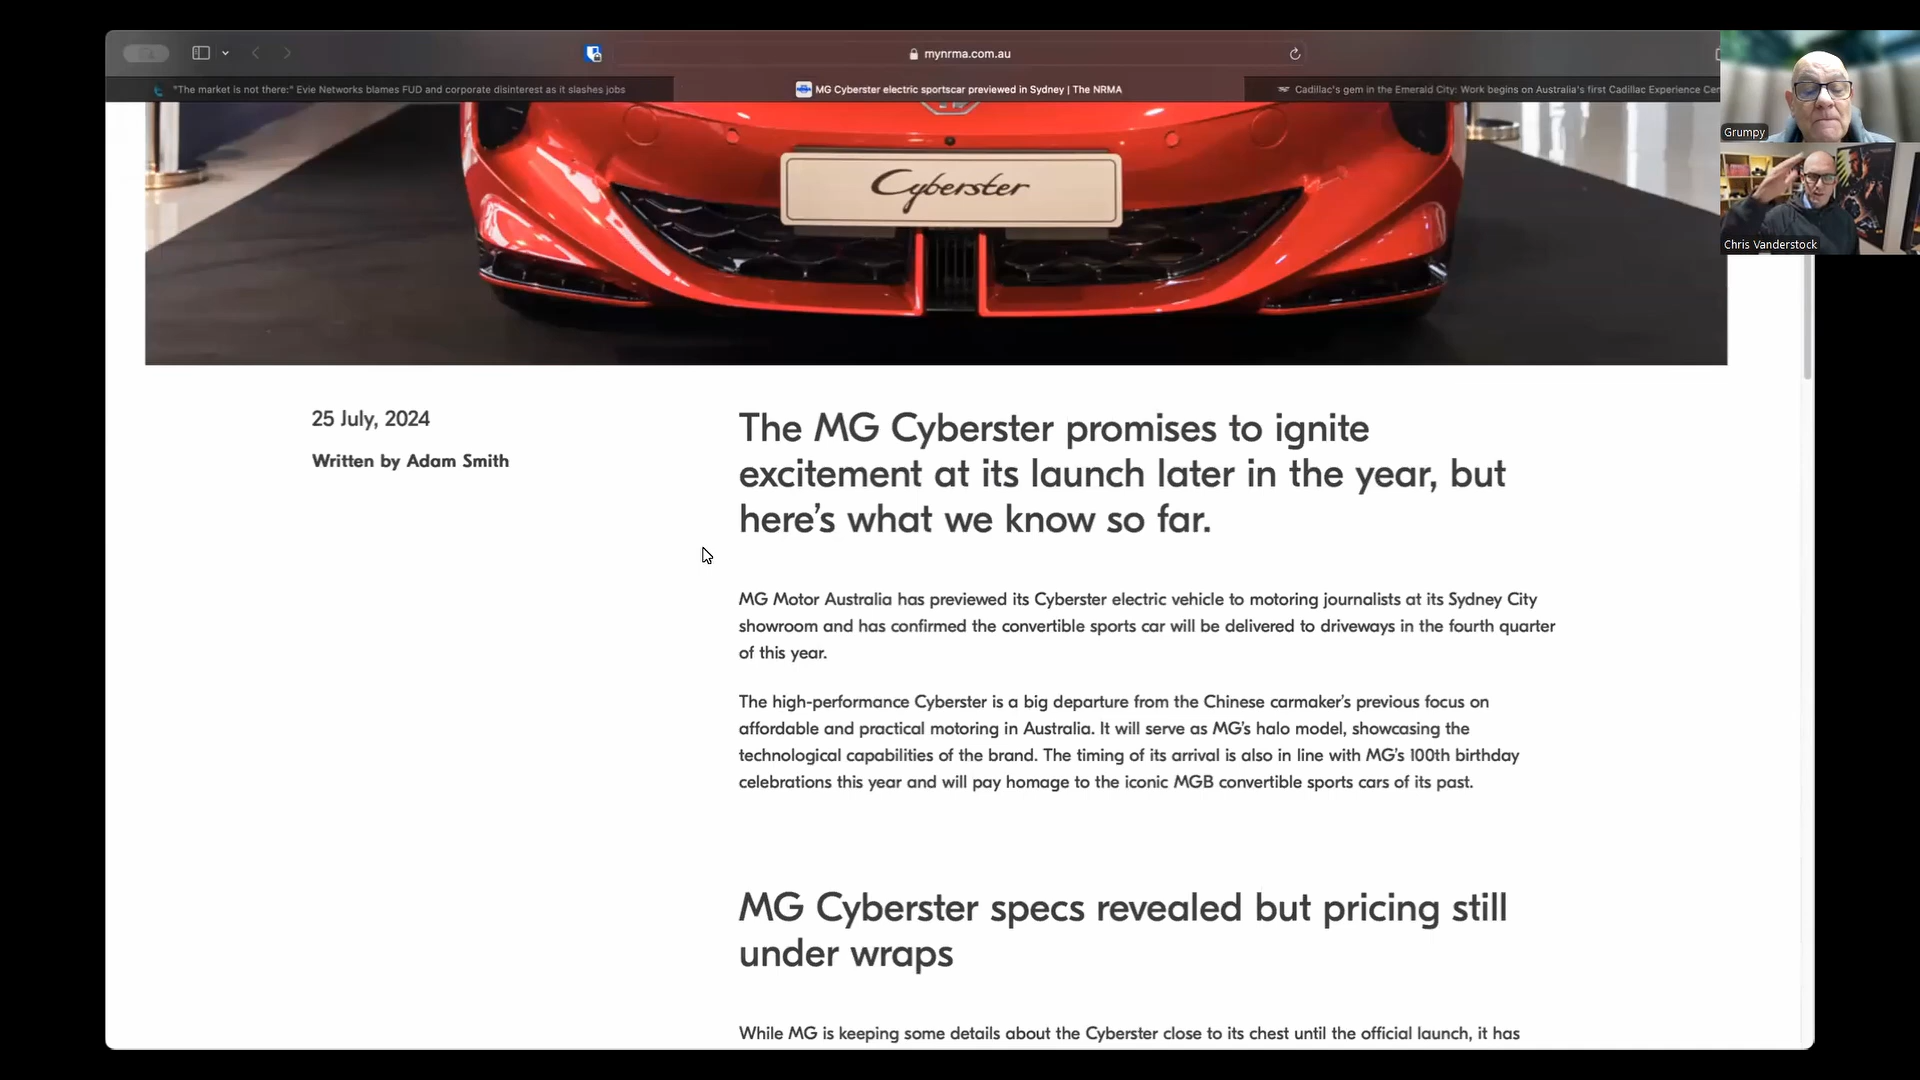 mynrma.com.au
"The market is not there:" Evie Networks blames FUD and corporate disinterest as it slashes jobs
MG Cyberster electric sportscar previewed in Sydney | The NRMA
Cadillac's gem in the Emerald City: Work begins on Australia's first Cadillac Experience Cen
Grumpy
Chris Vanderstock
Cyberster
25 July, 2024
Written by Adam Smith
The MG Cyberster promises to ignite
excitement at its launch later in the year, but
here's what we know so far.
MG Motor Australia has previewed its Cyberster electric vehicle to motoring journalists at its Sydney City
showroom and has confirmed the convertible sports car will be delivered to driveways in the fourth quarter
of this year.
The high-performance Cyberster is a big departure from the Chinese carmaker's previous focus on
affordable and practical motoring in Australia. It will serve as MG's halo model, showcasing the
technological capabilities of the brand. The timing of its arrival is also in line with MG's 100th birthday
celebrations this year and will pay homage to the iconic MGB convertible sports cars of its past.
MG Cyberster specs revealed but pricing still
under wraps
While MG is keeping some details about the Cyberster close to its chest until the official launch, it has